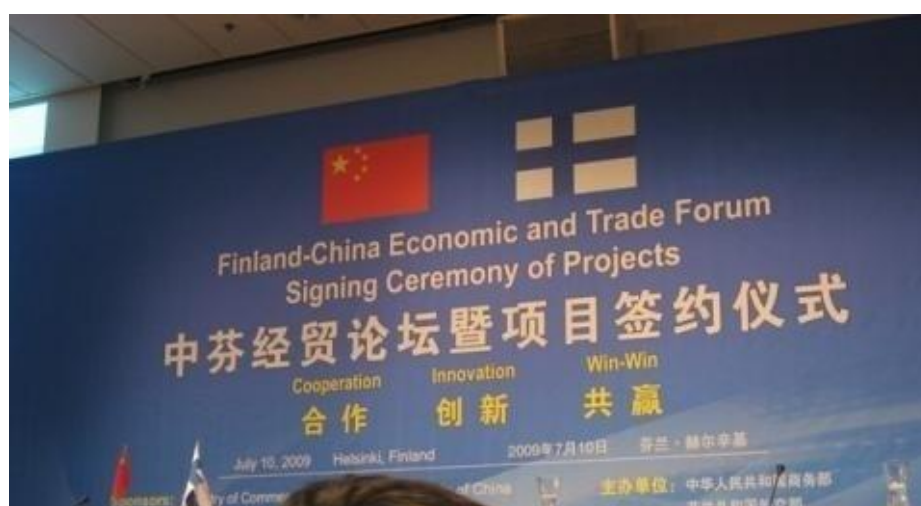 Finland-China Economic and Trade Forum
Signing Ceremony of Projects
中芬经贸论坛暨项目签约仪式
Cooperation Innovation Win-Win
合作 创新 共赢
July 10, 2009 Helsinki, Finland 2009年7月10日 芬兰·赫尔辛基
Sponsors: of China 主办单位: 中华人民共和国商务部